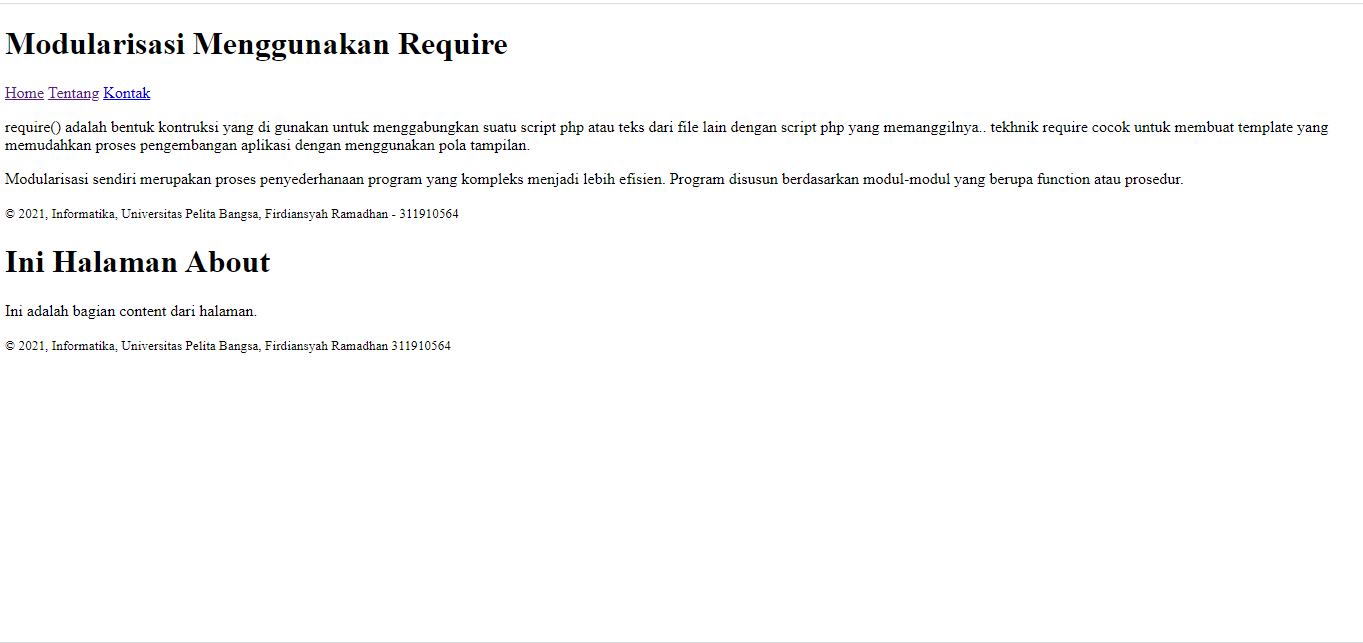 Modularisasi Menggunakan Require
Home Tentang Kontak
require() adalah bentuk kontruksi yang di gunakan untuk menggabungkan suatu script php atau teks dari file lain dengan script php yang memanggilnya.. tekhnik require cocok untuk membuat template yang
memudahkan proses pengembangan aplikasi dengan menggunakan pola tampilan.
Modularisasi sendiri merupakan proses penyederhanaan program yang kompleks menjadi lebih efisien. Program disusun berdasarkan modul-modul yang berupa function atau prosedur.
© 2021, Informatika, Universitas Pelita Bangsa, Firdiansyah Ramadhan - 311910564
Ini Halaman About
Ini adalah bagian content dari halaman.
© 2021, Informatika, Universitas Pelita Bangsa, Firdiansyah Ramadhan 311910564